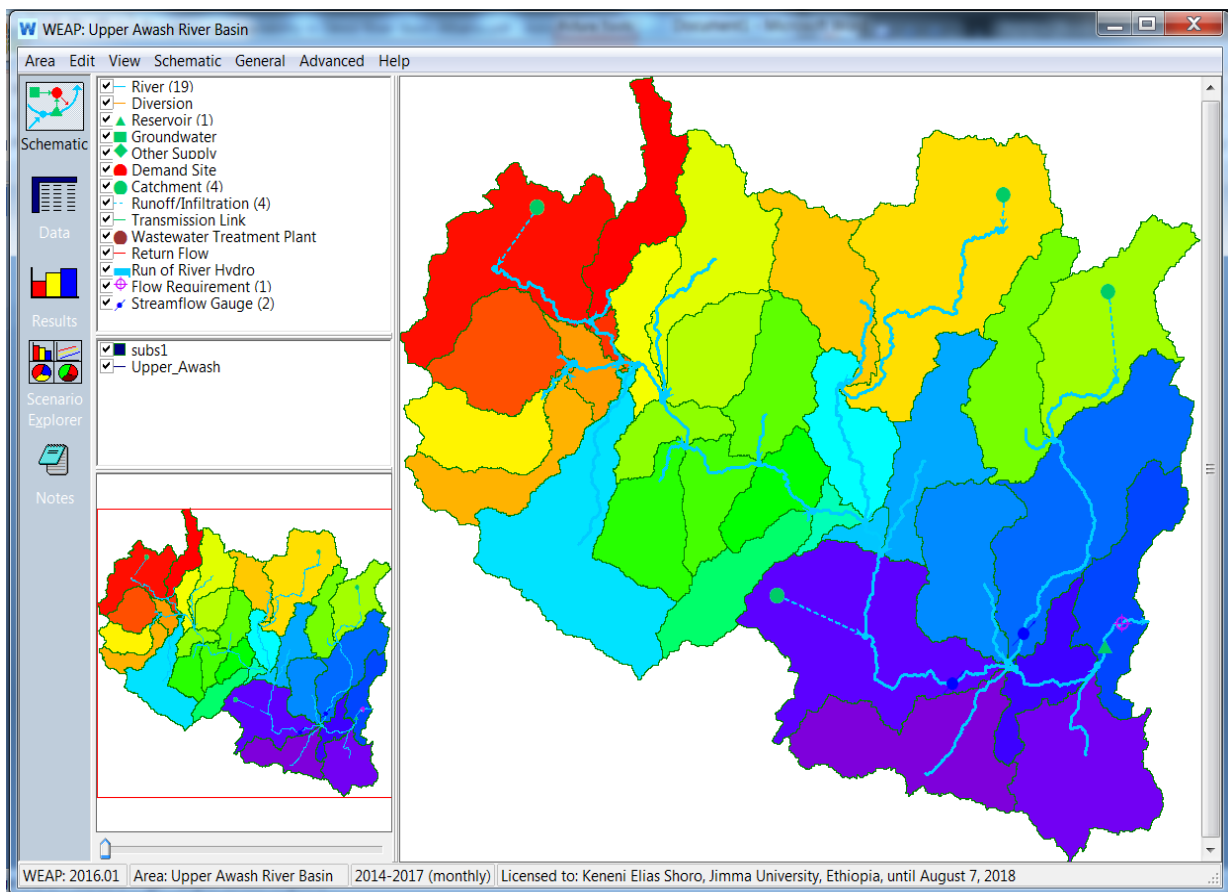 WEAP: Upper Awash River Basin
Area Edit View Schematic General Advanced Help
Schematic
Data
Results
Scenario
Explorer
Notes
River (19)
Diversion
Reservoir (1)
Groundwater
Other Supply
Demand Site
Catchment (4)
Runoff/Infiltration (4)
Transmission Link
Wastewater Treatment Plant
Return Flow
Run of River Hydro
Flow Requirement (1)
Streamflow Gauge (2)
subs1
Upper_Awash
WEAP: 2016.01 Area: Upper Awash River Basin 2014-2017 (monthly) Licensed to: Keneni Elias Shoro, Jimma University, Ethiopia, until August 7, 2018